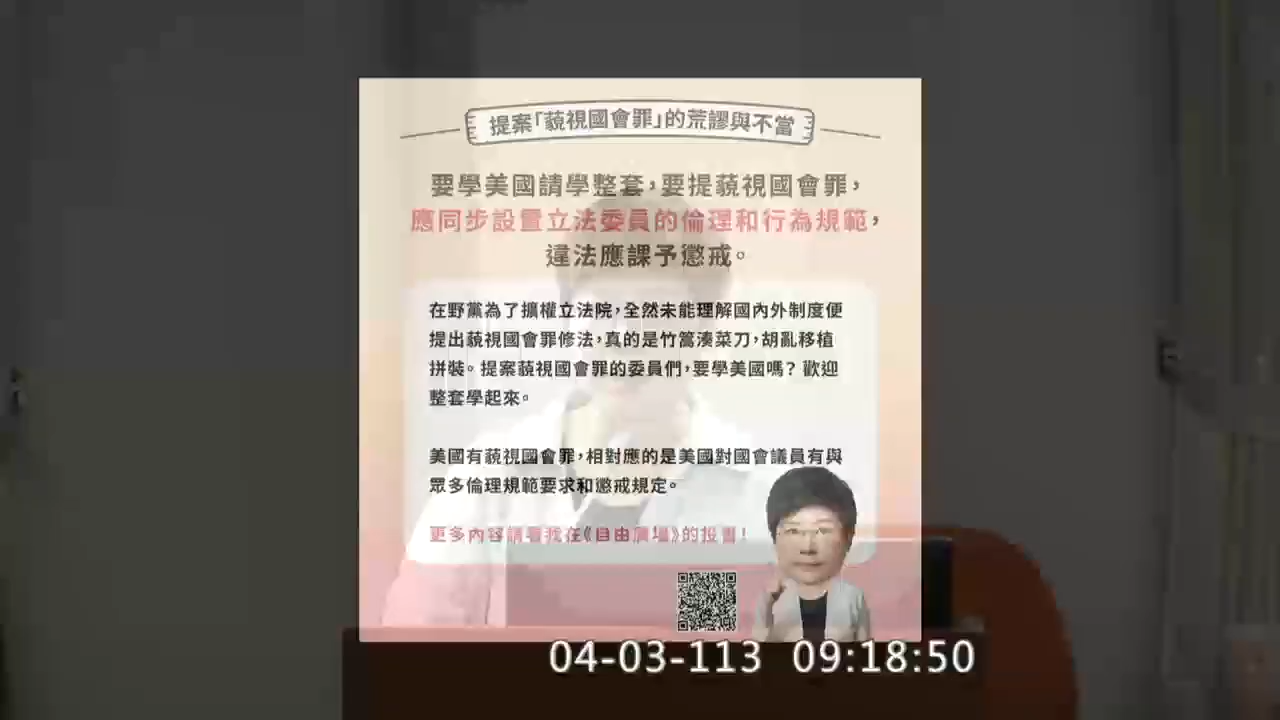 提案「藐視國會罪」的荒謬與不當
要學美國請學整套，要提藐視國會罪，
應同步設置立法委員的倫理和行為規範，
違法應課予懲戒。
在野黨為了擴權立法院，全然未能理解國內外制度便
提出藐視國會罪修法，真的是竹篙湊菜刀，胡亂移植
拼裝。提案藐視國會罪的委員們，要學美國嗎？歡迎
整套學起來。
美國有藐視國會罪，相對應的是美國對國會議員有與
眾多倫理規範要求和懲戒規定。
更多內容請看我在《自由廣場》的投書！
04-03-113 09:18:50